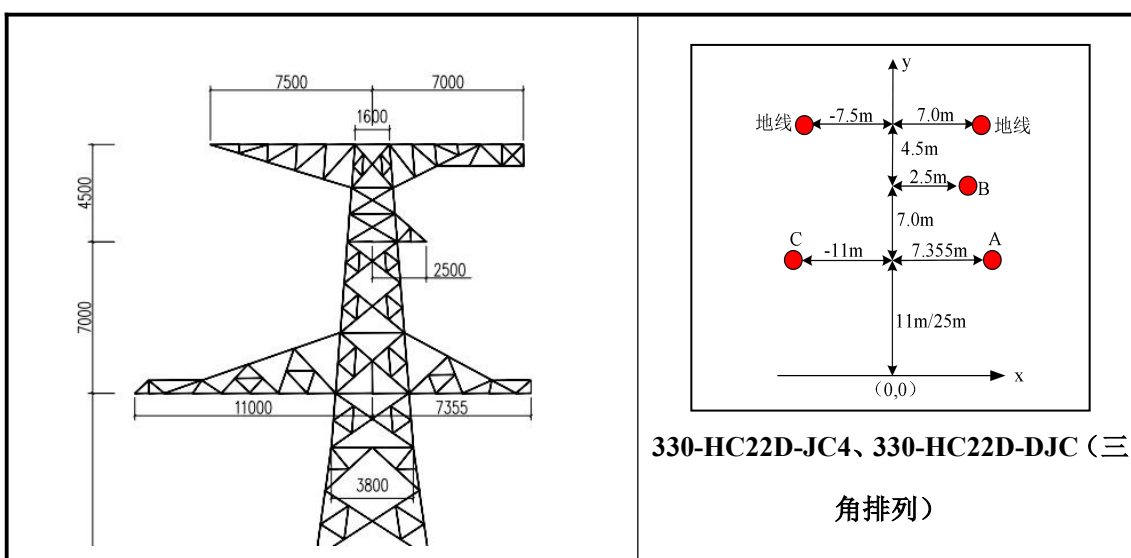 7500
7000
1600
4500
2500
7000
11000
7355
3800
y
地线
-7.5m
7.0m
地线
4.5m
2.5m
B
7.0m
C
A
-11m
7.355m
11m/25m
x
(0,0)
330-HC22D-JC4、330-HC22D-DJC（三
角排列）